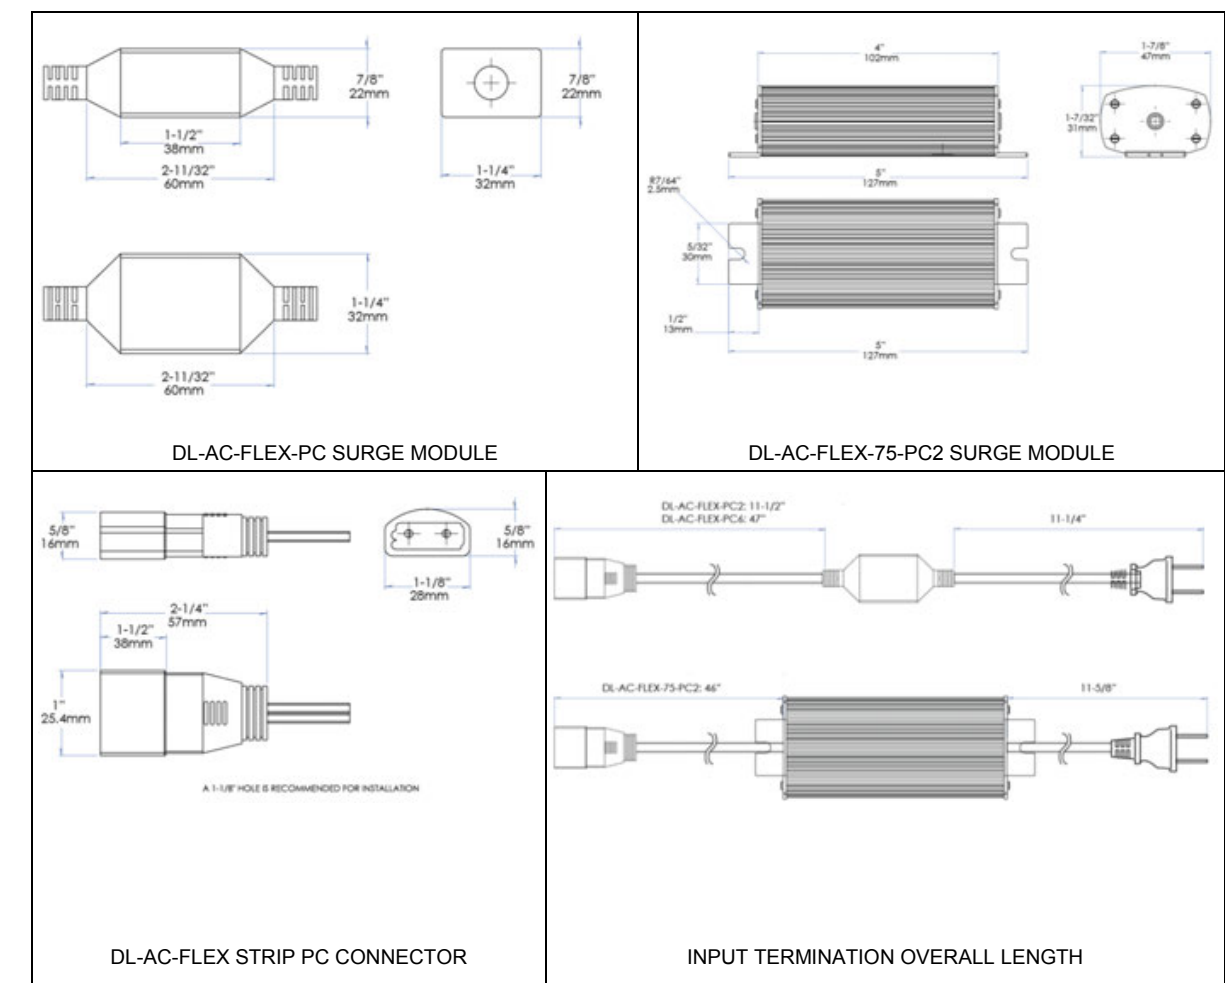 7/8"
22mm
7/8"
22mm
1-1/2"
38mm
2-11/32"
60mm
1-1/4"
32mm
1-1/4"
32mm
2-11/32"
60mm
DL-AC-FLEX-PC SURGE MODULE
4"
102mm
1-7/8"
47mm
1-7/32"
31mm
5"
127mm
R7/64"
2.5mm
5/32"
30mm
1/2"
13mm
5"
127mm
DL-AC-FLEX-75-PC2 SURGE MODULE
5/8"
16mm
5/8"
16mm
1-1/8"
28mm
2-1/4"
57mm
1-1/2"
38mm
1"
25.4mm
A 1-1/8" HOLE IS RECOMMENDED FOR INSTALLATION
DL-AC-FLEX STRIP PC CONNECTOR
DL-AC-FLEX-PC2: 11-1/2"
DL-AC-FLEX-PC6: 47"
11-1/4"
DL-AC-FLEX-75-PC2: 46"
11-5/8"
INPUT TERMINATION OVERALL LENGTH